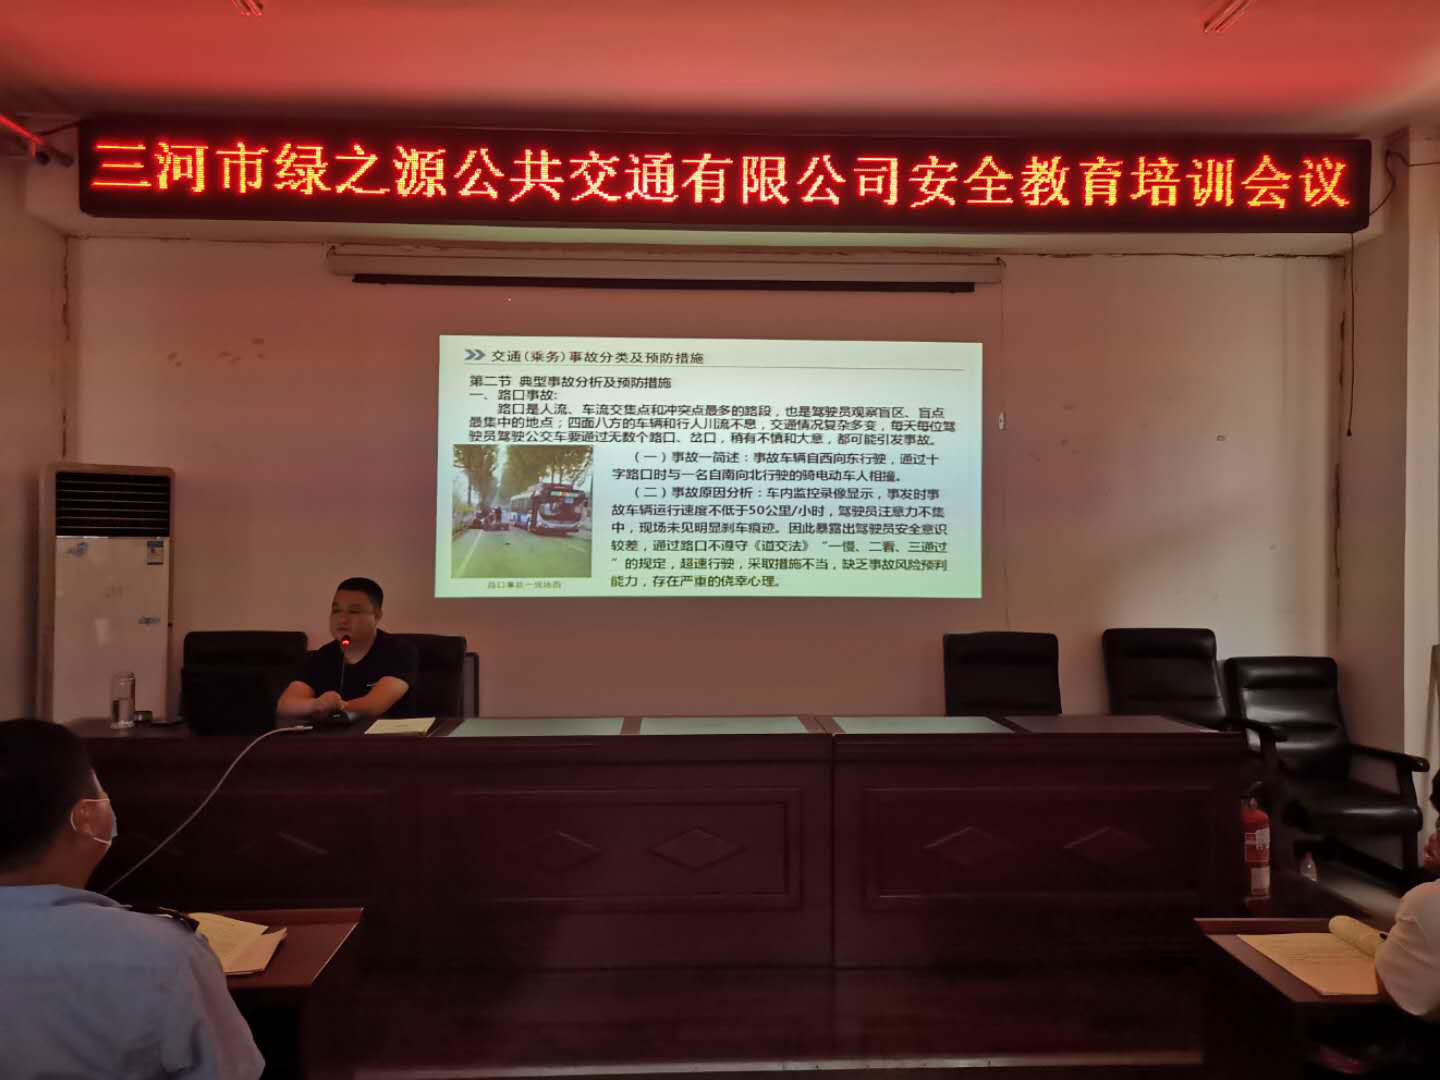 三河市绿之源公共交通有限公司安全教育培训会议
交通(乘务)事故分类及预防措施
第二节 典型事故分析及预防措施
一、路口事故:
路口是人流、车流交集点和冲突点最多的路段，也是驾驶员观察盲区、盲点
最集中的地点；四面八方的车辆和行人川流不息，交通情况复杂多变，每天每位驾
驶员驾驶公交车要通过无数个路口、岔口，稍有不慎和大意，都可能引发事故。
（一）事故一简述：事故车辆自西向东行驶，通过十
字路口时与一名自南向北行驶的骑电动车人相撞。
（二）事故原因分析：车内监控录像显示，事发时事
故车辆运行速度不低于50公里/小时，驾驶员注意力不集
中，现场未见明显刹车痕迹。因此暴露出驾驶员安全意识
较差，通过路口不遵守《道交法》“一慢、二看、三通过
”的规定，超速行驶，采取措施不当，缺乏事故风险预判
能力，存在严重的侥幸心理。
路口事故一现场图